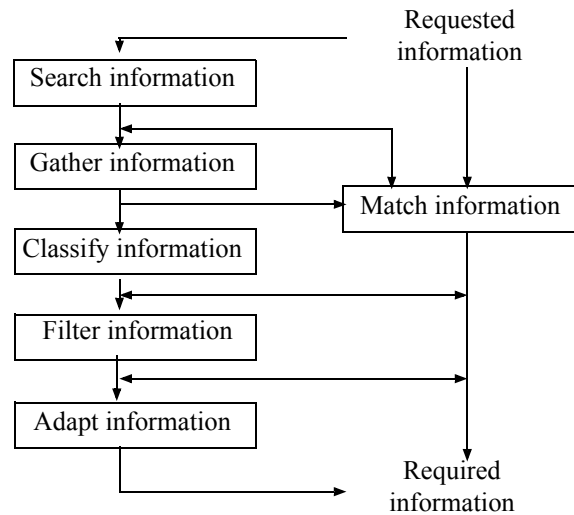 Requested
information
Search information
Gather information
Match information
Classify information
Filter information
Adapt information
Required
information